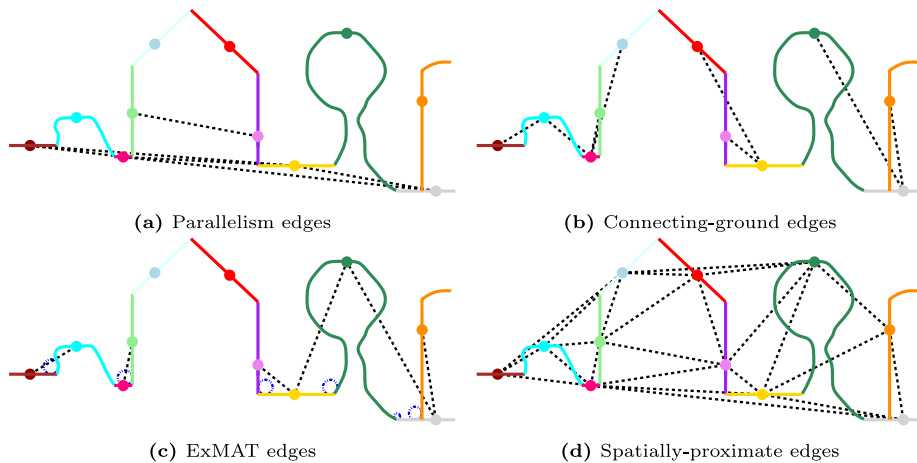 (a) Parallelism edges
(b) Connecting-ground edges
(c) ExMAT edges
(d) Spatially-proximate edges